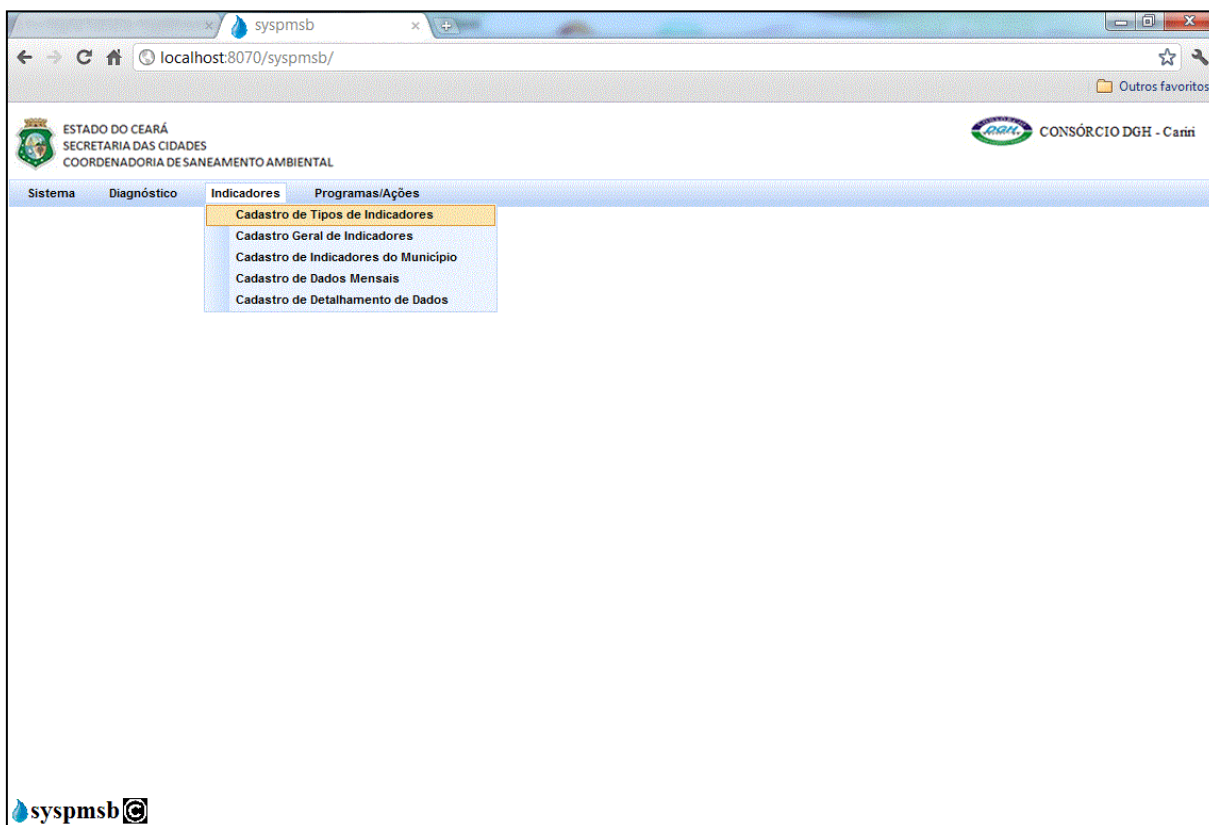 syspmsb
localhost:8070/syspmsb/
Outros favoritos
ESTADO DO CEARÁ
SECRETARIA DAS CIDADES
COORDENADORIA DE SANEAMENTO AMBIENTAL
DGH. CONSÓRCIO DGH - Cariri
Sistema Diagnóstico Indicadores Programas/Ações
Cadastro de Tipos de Indicadores
Cadastro Geral de Indicadores
Cadastro de Indicadores do Município
Cadastro de Dados Mensais
Cadastro de Detalhamento de Dados
syspmsb ©